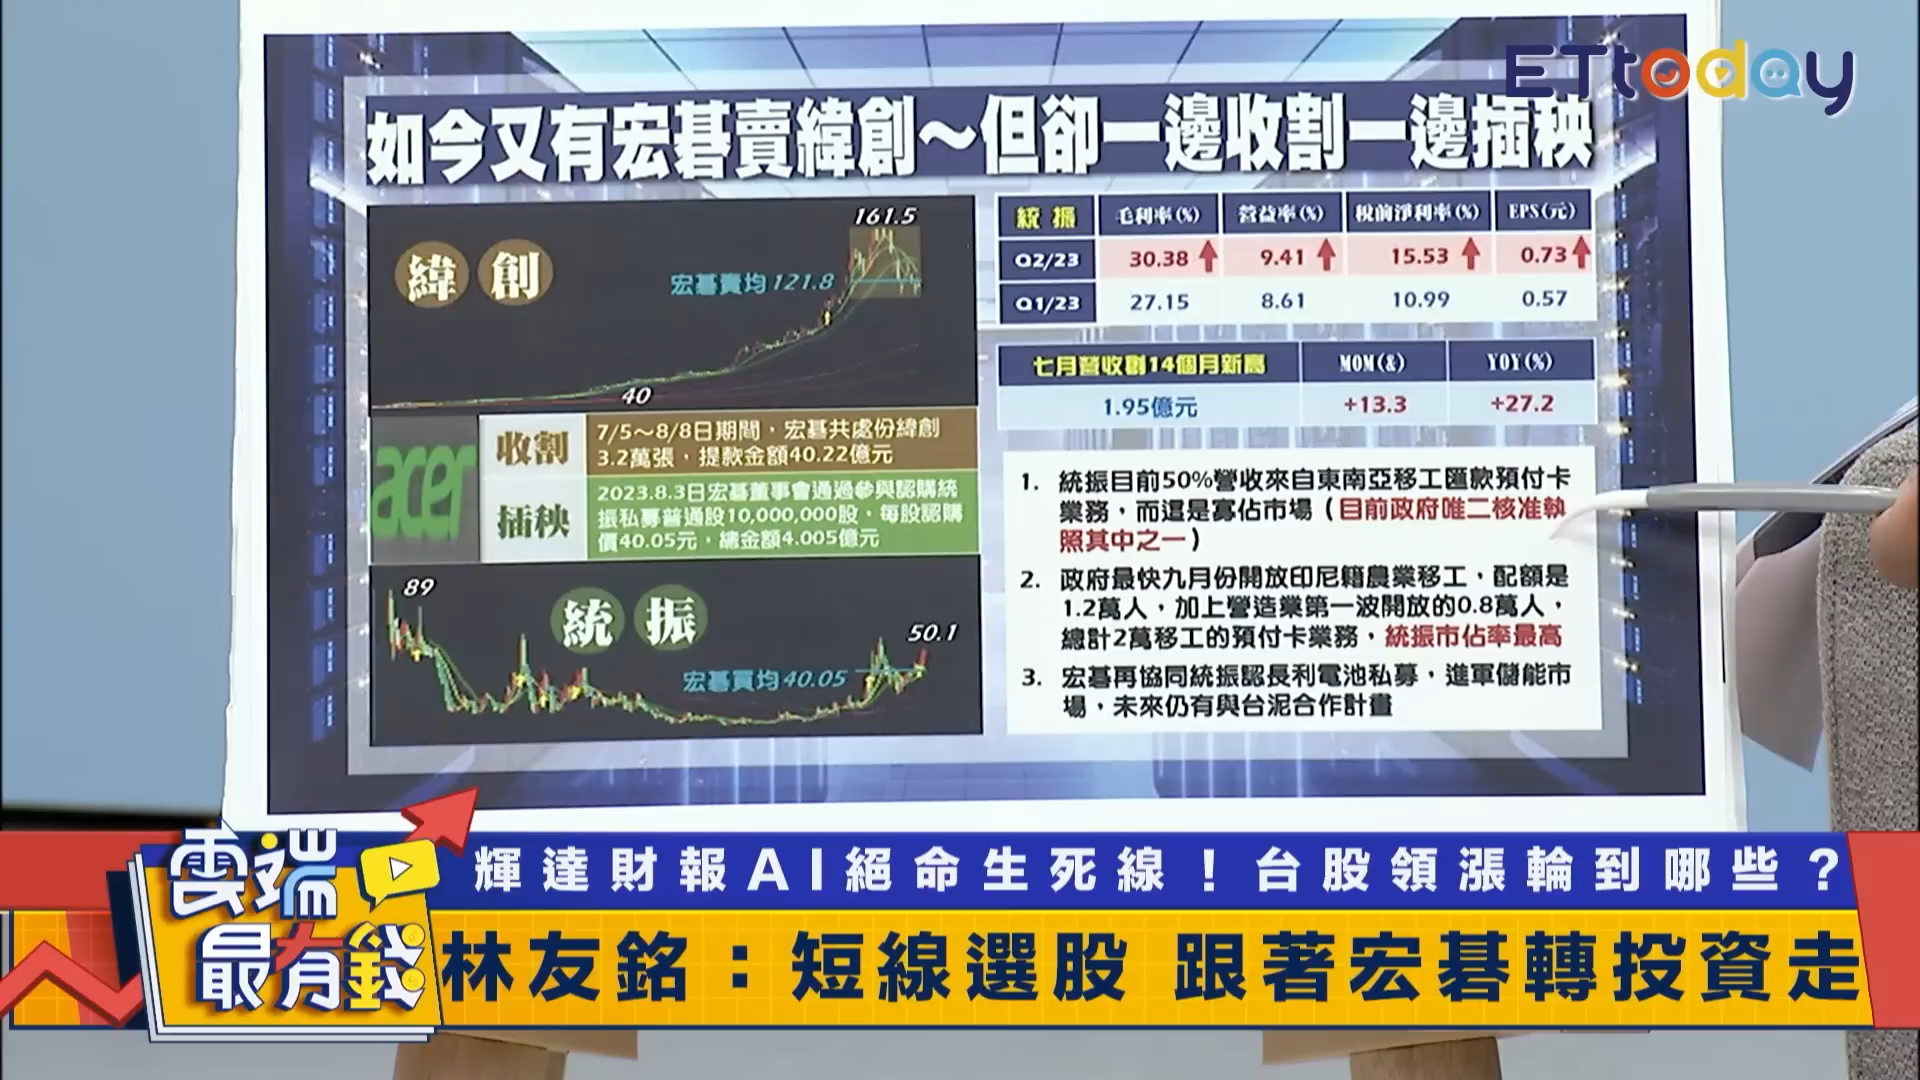 ETtoday
如今又有宏碁賣緯創～但卻一邊收割一邊插秧
緯創
161.5
宏碁賣均121.8
40
acer
收割
7/5～8/8日期間，宏碁共處份緯創
3.2萬張，提款金額40.22億元
插秧
2023.8.3日宏碁董事會通過參與認購統
振私募普通股10,000,000股，每股認購
價40.05元，總金額4.005億元
89
統振
50.1
宏碁買均40.05
統振 毛利率(%) 營益率(%) 稅前淨利率(%) EPS(元)
Q2/23 30.38 9.41 15.53 0.73
Q1/23 27.15 8.61 10.99 0.57
七月營收創14個月新高 MOM(&) YOY(%)
1.95億元 +13.3 +27.2
1. 統振目前50%營收來自東南亞移工匯款預付卡
業務，而這是寡佔市場（目前政府唯二核准執
照其中之一）
2. 政府最快九月份開放印尼籍農業移工，配額是
1.2萬人，加上營造業第一波開放的0.8萬人，
總計2萬移工的預付卡業務，統振市佔率最高
3. 宏碁再協同統振認長利電池私募，進軍儲能市
場，未來仍有與台泥合作計畫
雲端
最有錢
輝達財報AI絕命生死線！台股領漲輪到哪些？
林友銘：短線選股 跟著宏碁轉投資走